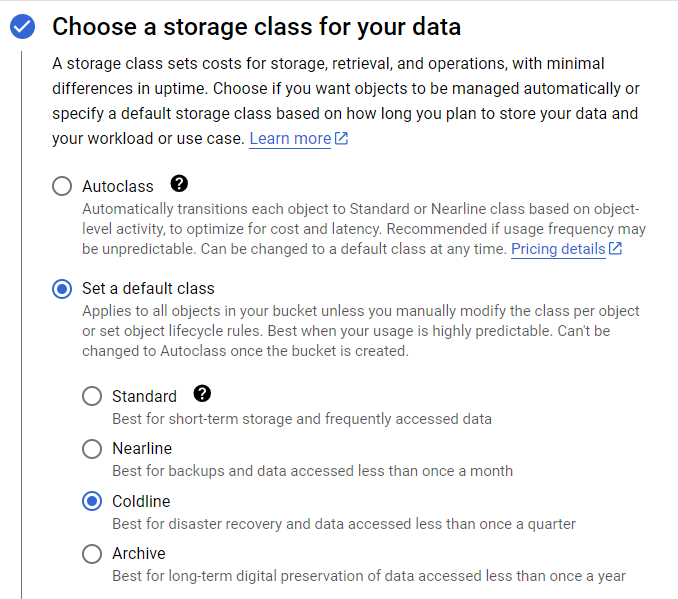 Choose a storage class for your data
A storage class sets costs for storage, retrieval, and operations, with minimal
differences in uptime. Choose if you want objects to be managed automatically or
specify a default storage class based on how long you plan to store your data and
your workload or use case. Learn more
Autoclass ?
Automatically transitions each object to Standard or Nearline class based on object-
level activity, to optimize for cost and latency. Recommended if usage frequency may
be unpredictable. Can be changed to a default class at any time. Pricing details
Set a default class
Applies to all objects in your bucket unless you manually modify the class per object
or set object lifecycle rules. Best when your usage is highly predictable. Can't be
changed to Autoclass once the bucket is created.
Standard ?
Best for short-term storage and frequently accessed data
Nearline
Best for backups and data accessed less than once a month
Coldline
Best for disaster recovery and data accessed less than once a quarter
Archive
Best for long-term digital preservation of data accessed less than once a year